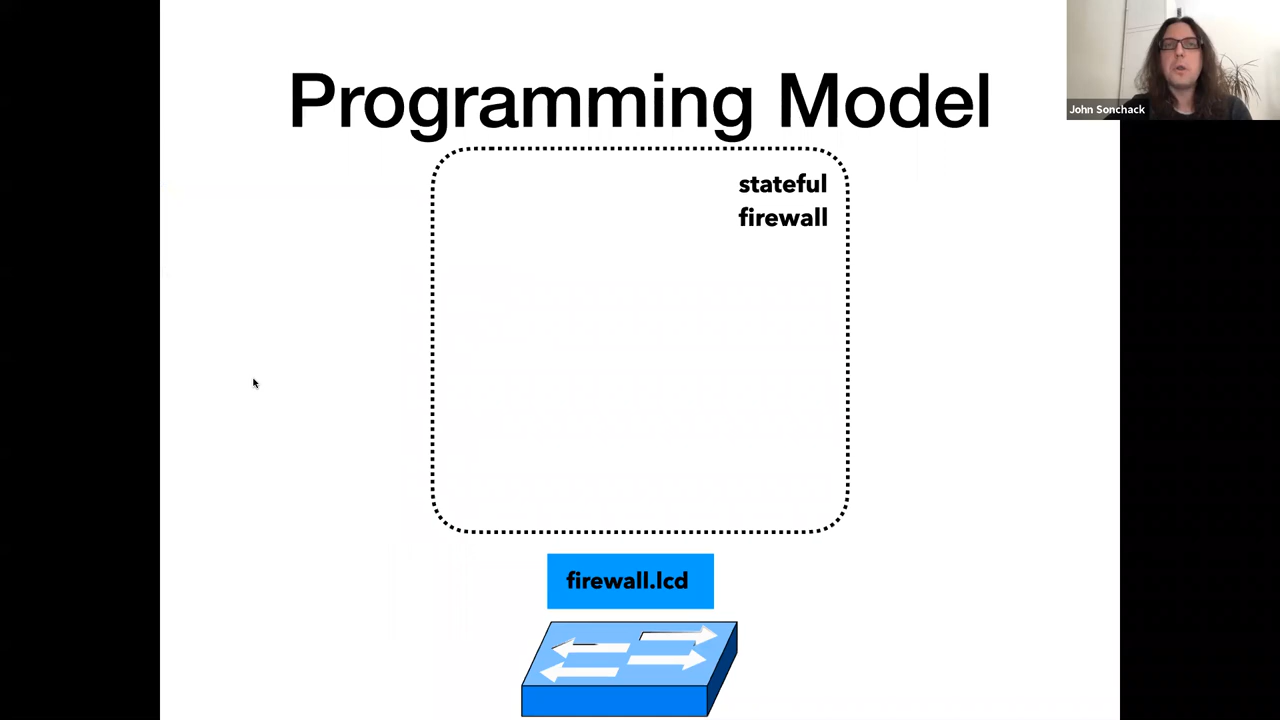 Programming Model
John Sonchack
stateful
firewall
firewall.lcd